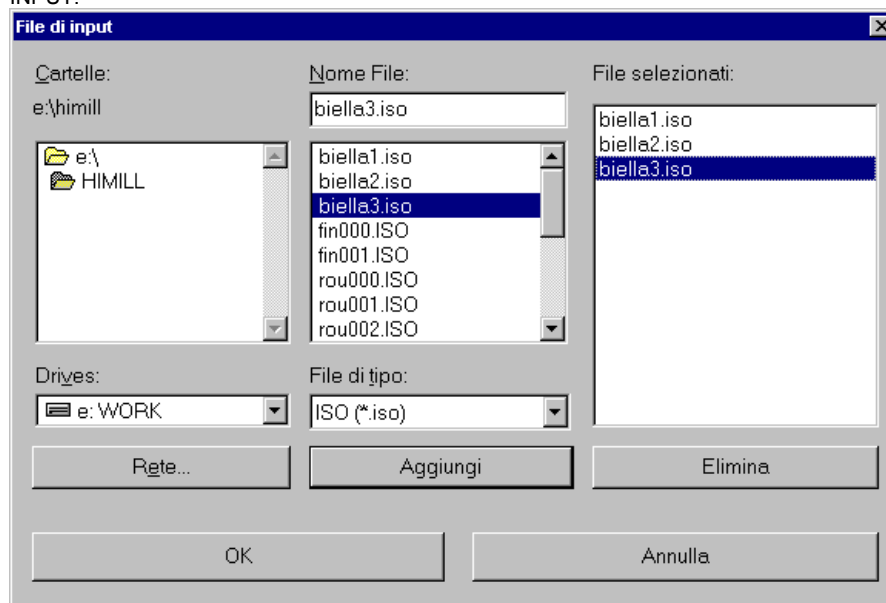 INPUT:
File di input
Cartelle:
e:\himill
e:\
HIMILL
Drives:
e: WORK
Rete...
Nome File:
biella3.iso
biella1.iso
biella2.iso
biella3.iso
fin000.ISO
fin001.ISO
rou000.ISO
rou001.ISO
rou002.ISO
File di tipo:
ISO (*.iso)
Aggiungi
File selezionati:
biella1.iso
biella2.iso
biella3.iso
Elimina
OK
Annulla